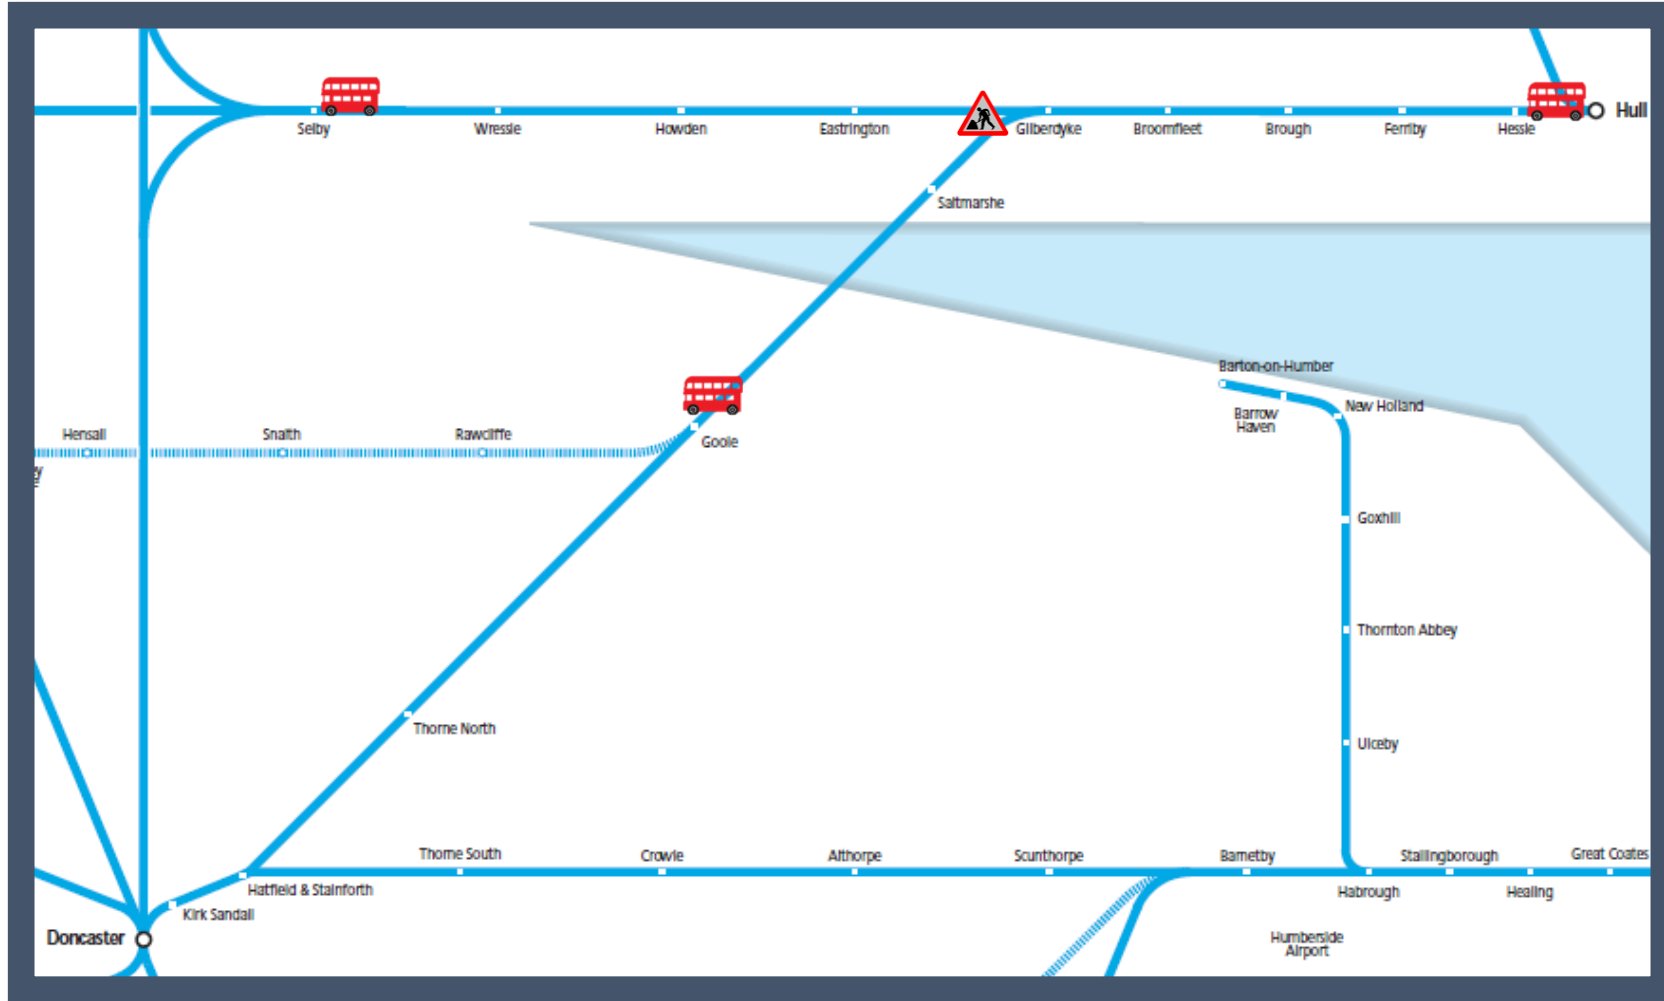 Hull
Selby
Wressle
Howden
Eastrington
Gilberdyke
Broomfleet
Brough
Ferriby
Hessle
Saltmarshe
Barton-on-Humber
New Holland
Barrow
Haven
Hensall
Snaith
Rawcliffe
Goole
Goxhill
Thornton Abbey
Thorne North
Ulceby
Thorne South
Crowle
Althorpe
Scunthorpe
Barnetby
Stallingborough
Great Coates
Hatfield & Stainforth
Habrough
Healing
Kirk Sandall
Doncaster
Humberside
Airport